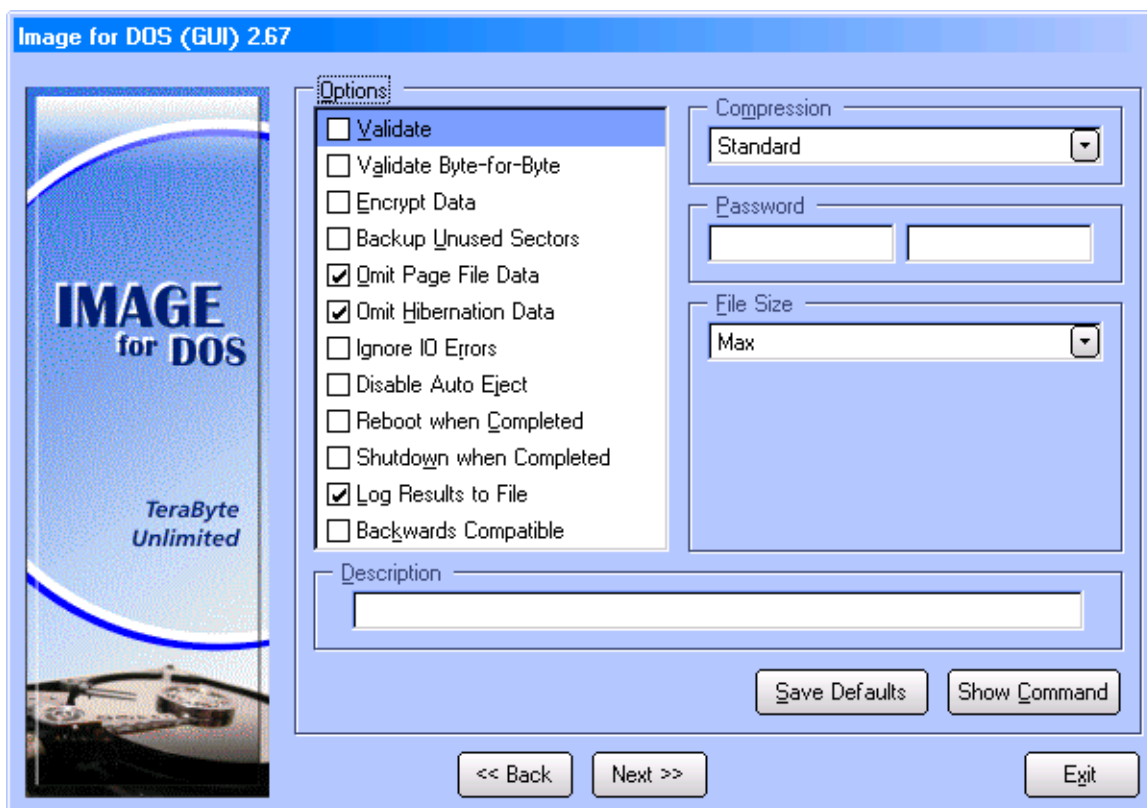 Image for DOS (GUI) 2.67
IMAGE
for DOS
TeraByte
Unlimited
Options
Validate
Validate Byte-for-Byte
Encrypt Data
Backup Unused Sectors
Omit Page File Data
Omit Hibernation Data
Ignore IO Errors
Disable Auto Eject
Reboot when Completed
Shutdown when Completed
Log Results to File
Backwards Compatible
Compression
Standard
Password
File Size
Max
Description
Save Defaults
Show Command
<< Back
Next >>
Exit